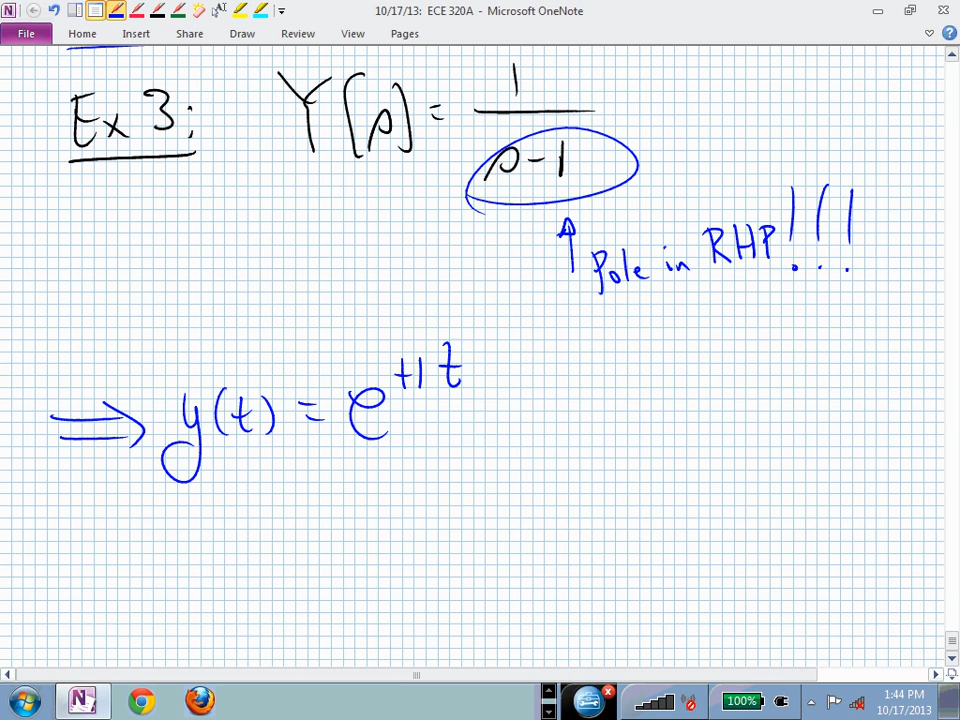 10/17/13: ECE 320A - Microsoft OneNote
File Home Insert Share Draw Review View Pages
Ex 3: Y(s) = 1
s-1
Pole in RHP!!!
⇒ y(t) = e^{+1t}
100% 1:44 PM
10/17/2013